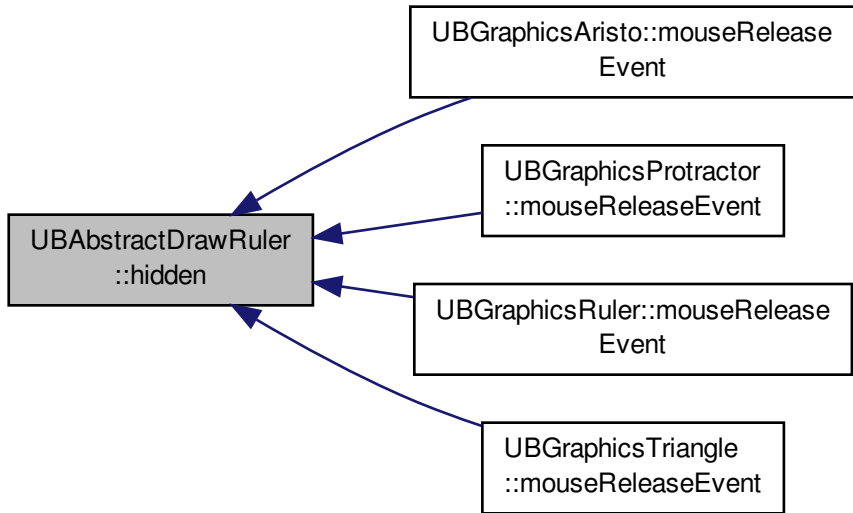 UBGraphicsAristo::mouseRelease
Event
UBGraphicsProtractor
::mouseReleaseEvent
UBAbstractDrawRuler
::hidden
UBGraphicsRuler::mouseRelease
Event
UBGraphicsTriangle
::mouseReleaseEvent